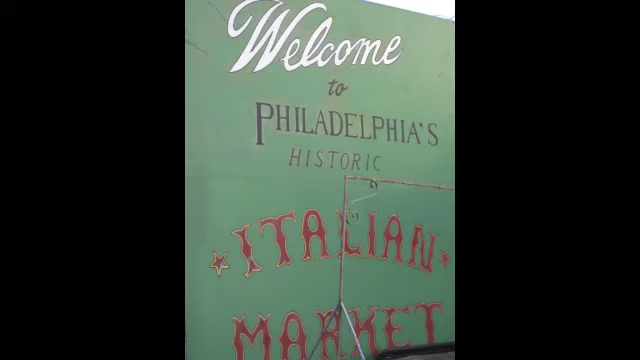 Welcome
to
PHILADELPHIA'S
HISTORIC
ITALIAN
MARKET